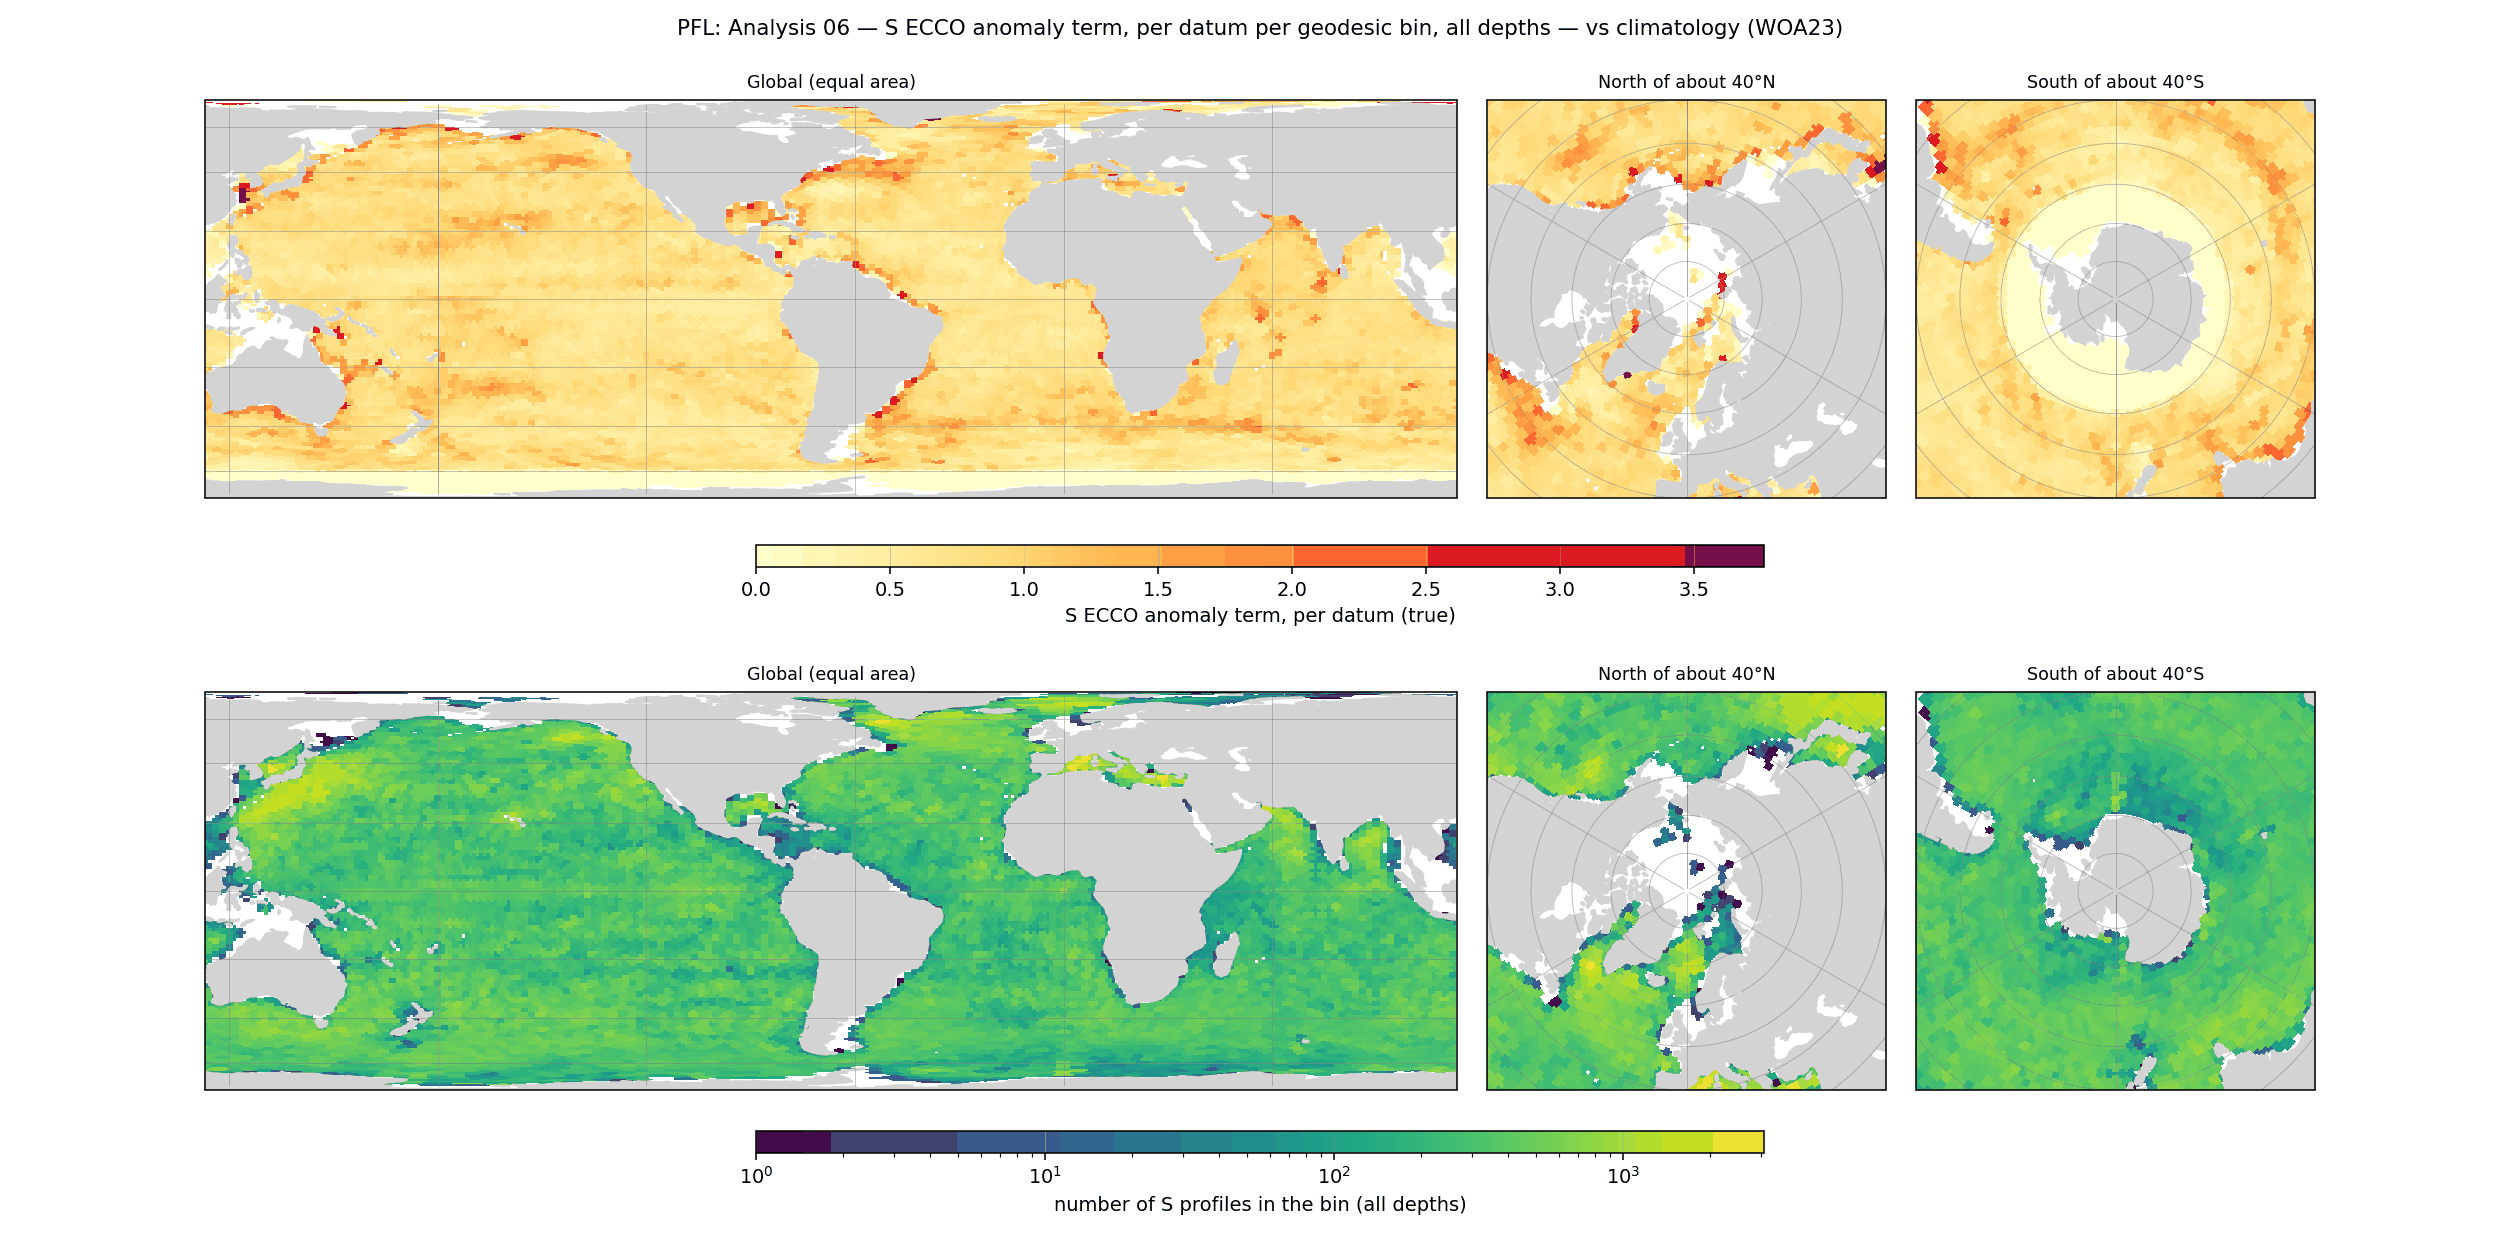 PFL: Analysis 06 — S ECCO anomaly term, per datum per geodesic bin, all depths — vs climatology (WOA23)
Global (equal area)
North of about 40°N
South of about 40°S
0.0 0.5 1.0 1.5 2.0 2.5 3.0 3.5
S ECCO anomaly term, per datum (true)
Global (equal area)
North of about 40°N
South of about 40°S
10⁰ 10¹ 10² 10³
number of S profiles in the bin (all depths)